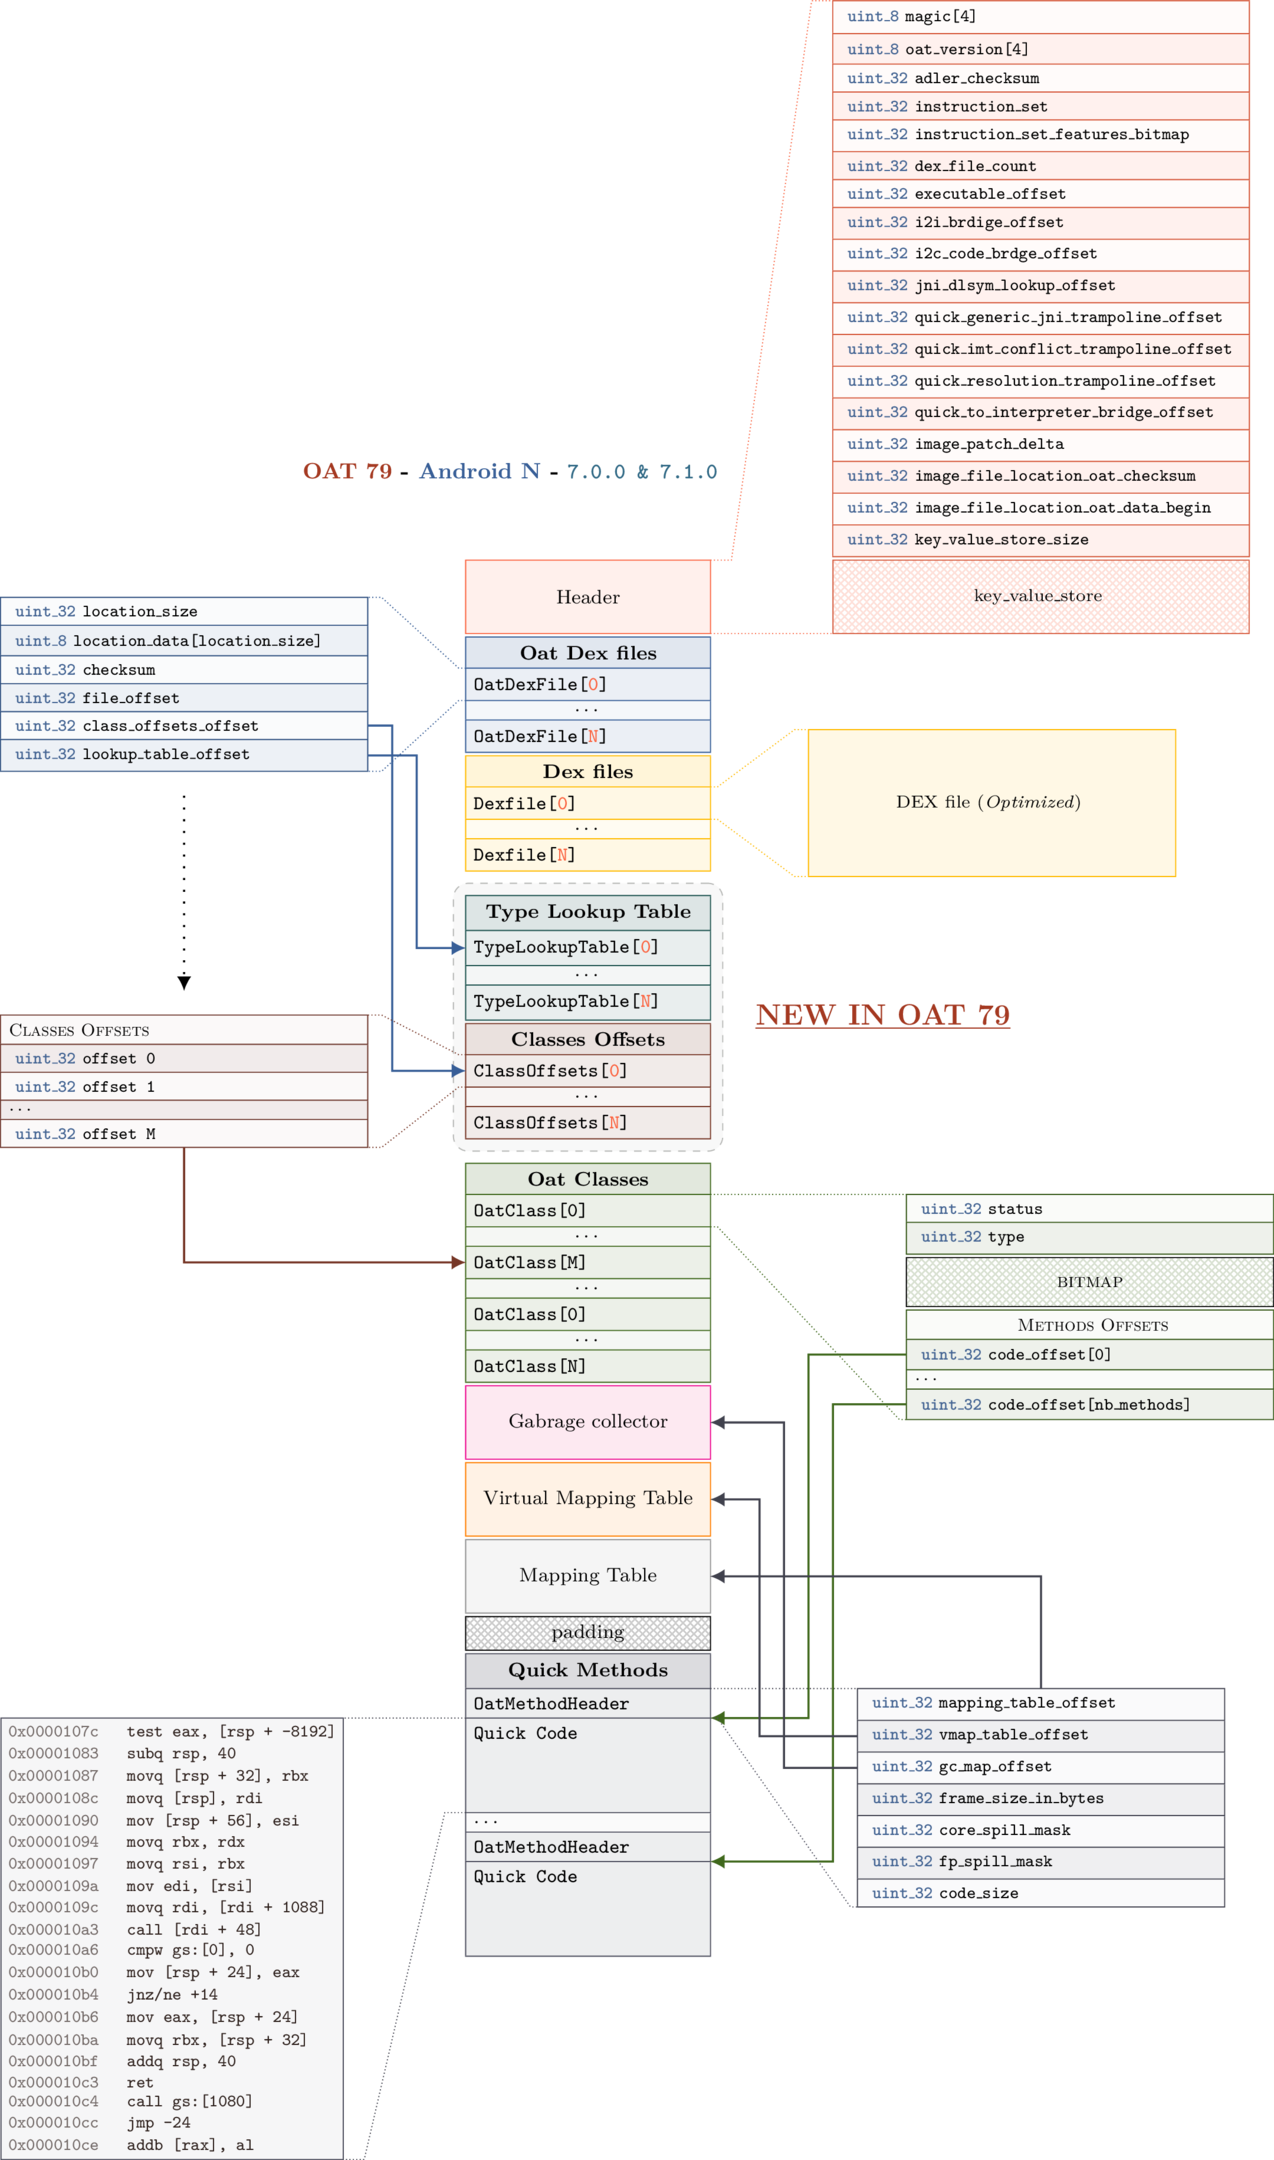 uint_8 magic[4]
uint_8 oat_version[4]
uint_32 adler_checksum
uint_32 instruction_set
uint_32 instruction_set_features_bitmap
uint_32 dex_file_count
uint_32 executable_offset
uint_32 i2i_brdige_offset
uint_32 i2c_code_brdge_offset
uint_32 jni_dlsym_lookup_offset
uint_32 quick_generic_jni_trampoline_offset
uint_32 quick_imt_conflict_trampoline_offset
uint_32 quick_resolution_trampoline_offset
uint_32 quick_to_interpreter_bridge_offset
uint_32 image_patch_delta
uint_32 image_file_location_oat_checksum
uint_32 image_file_location_oat_data_begin
uint_32 key_value_store_size
key_value_store
OAT 79 - Android N - 7.0.0 & 7.1.0
Header
uint_32 location_size
uint_8 location_data[location_size]
uint_32 checksum
uint_32 file_offset
uint_32 class_offsets_offset
uint_32 lookup_table_offset
Oat Dex files
OatDexFile[0]
...
OatDexFile[N]
Dex files
Dexfile[0]
...
Dexfile[N]
DEX file (Optimized)
Type Lookup Table
TypeLookupTable[0]
...
TypeLookupTable[N]
NEW IN OAT 79
Classes Offsets
ClassOffsets[0]
...
ClassOffsets[N]
Classes Offsets
uint_32 offset 0
uint_32 offset 1
...
uint_32 offset M
Oat Classes
OatClass[0]
...
OatClass[M]
...
OatClass[0]
...
OatClass[N]
uint_32 status
uint_32 type
BITMAP
Methods Offsets
uint_32 code_offset[0]
...
uint_32 code_offset[nb_methods]
Gabrage collector
Virtual Mapping Table
Mapping Table
padding
Quick Methods
OatMethodHeader
Quick Code
...
OatMethodHeader
Quick Code
uint_32 mapping_table_offset
uint_32 vmap_table_offset
uint_32 gc_map_offset
uint_32 frame_size_in_bytes
uint_32 core_spill_mask
uint_32 fp_spill_mask
uint_32 code_size
0x0000107c test eax, [rsp + -8192]
0x00001083 subq rsp, 40
0x00001087 movq [rsp + 32], rbx
0x0000108c movq [rsp], rdi
0x00001090 mov [rsp + 56], esi
0x00001094 movq rbx, rdx
0x00001097 movq rsi, rbx
0x0000109a mov edi, [rsi]
0x0000109c movq rdi, [rdi + 1088]
0x000010a3 call [rdi + 48]
0x000010a6 cmpw gs:[0], 0
0x000010b0 mov [rsp + 24], eax
0x000010b4 jnz/ne +14
0x000010b6 mov eax, [rsp + 24]
0x000010ba movq rbx, [rsp + 32]
0x000010bf addq rsp, 40
0x000010c3 ret
0x000010c4 call gs:[1080]
0x000010cc jmp -24
0x000010ce addb [rax], al